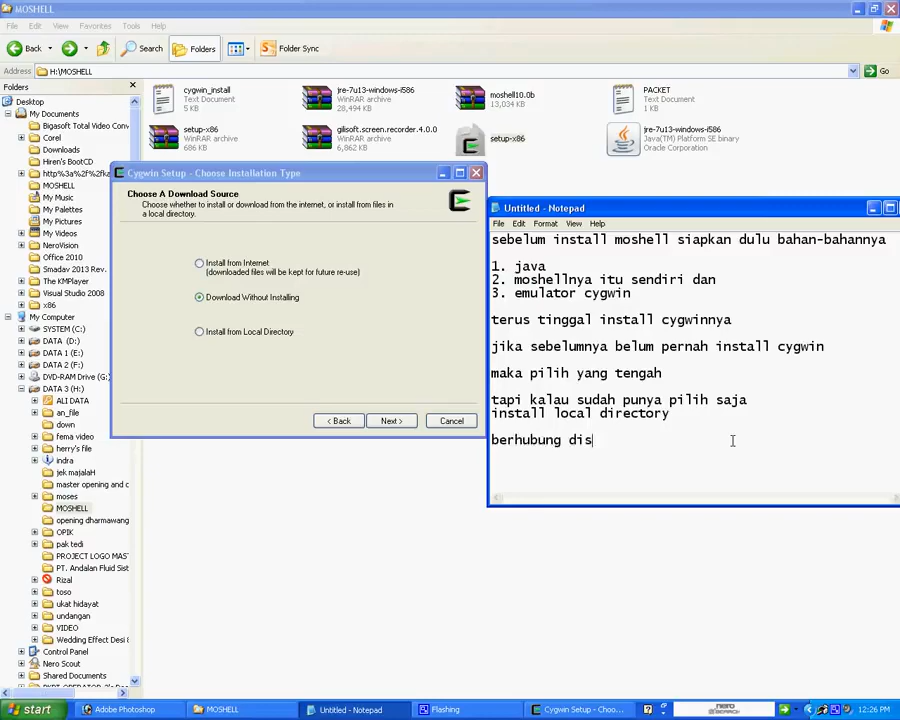 MOSHELL
File Edit View Favorites Tools Help
Back Search Folders Folder Sync
Address H:\MOSHELL Go
Folders
Desktop
My Documents
Bigasoft Total Video Conv
Corel
Downloads
Hiren's BootCD
MOSHELL
My Music
My Palettes
My Pictures
My Videos
NeroVision
Office 2010
Smadav 2013 Rev.
The KMPlayer
Visual Studio 2008
x86
My Computer
SYSTEM (C:)
DATA (D:)
DATA 1 (E:)
DATA 2 (F:)
DVD-RAM Drive (G:)
DATA 3 (H:)
ALI DATA
an_file
down
fema video
herry's file
indra
jek majalaH
master opening and c
moses
MOSHELL
opening dharmawang
OPIK
pak tedi
PROJECT LOGO MAS
PT. Andalan Fluid Sist
Rizal
toso
ukat hidayat
undangan
VIDEO
Wedding Effect Desi 8
Control Panel
Nero Scout
Shared Documents
cygwin_install
Text Document
5 KB
jre-7u13-windows-i586
WinRAR archive
28,494 KB
moshell10.0b
13,034 KB
PACKET
Text Document
1 KB
setup-x86
WinRAR archive
686 KB
gilisoft.screen.recorder.4.0.0
WinRAR archive
6,862 KB
setup-x86
jre-7u13-windows-i586
Java(TM) Platform SE binary
Oracle Corporation
Cygwin Setup - Choose Installation Type
Choose A Download Source
Choose whether to install or download from the internet, or install from files in
a local directory.
Install from Internet
(downloaded files will be kept for future re-use)
Download Without Installing
Install from Local Directory
< Back Next > Cancel
Untitled - Notepad
File Edit Format View Help
sebelum install moshell siapkan dulu bahan-bahannya
1. java
2. moshellnya itu sendiri dan
3. emulator cygwin
terus tinggal install cygwinnya
jika sebelumnya belum pernah install cygwin
maka pilih yang tengah
tapi kalau sudah punya pilih saja
install local directory
berhubung dis
start Adobe Photoshop MOSHELL Untitled - Notepad Flashing Cygwin Setup - Choo... nero SEARCH 12:26 PM